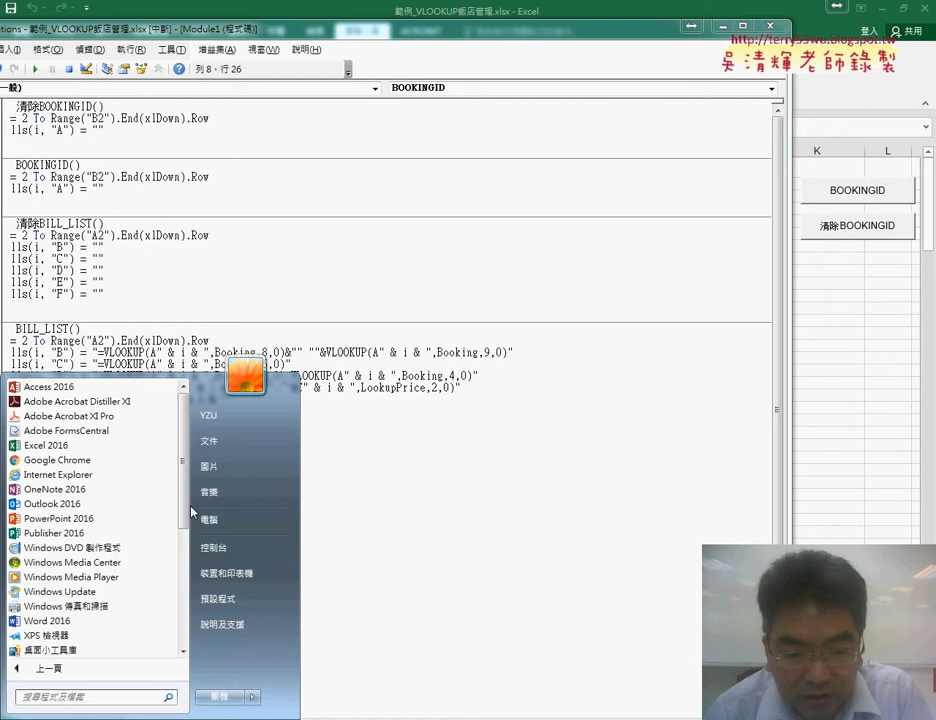 範例_VLOOKUP飯店管理.xlsx - Excel
tions - 範例_VLOOKUP飯店管理.xlsx [中斷] - [Module1 (程式碼)]
登入 共用
http://terry55wu.blogspot.tw
吳清輝老師錄製
插入(I) 格式(O) 偵錯(D) 執行(R) 工具(T) 增益集(A) 視窗(W) 說明(H)
列 8，行 26
一般) BOOKINGID
清除BOOKINGID()
= 2 To Range("B2").End(xlDown).Row
lls(i, "A") = ""
BOOKINGID()
= 2 To Range("B2").End(xlDown).Row
lls(i, "A") = ""
清除BILL_LIST()
= 2 To Range("A2").End(xlDown).Row
lls(i, "B") = ""
lls(i, "C") = ""
lls(i, "D") = ""
lls(i, "E") = ""
lls(i, "F") = ""
BILL_LIST()
= 2 To Range("A2").End(xlDown).Row
lls(i, "B") = "=VLOOKUP(A" & i & ",Booking,8,0)&"" ""&VLOOKUP(A" & i & ",Booking,9,0)"
lls(i, "C") = "=VLOOKUP(A" & i & ",Bo
,0)"
LOOKUP(A" & i & ",Booking,4,0)"
" & i & ",LookupPrice,2,0)"
K L
BOOKINGID
清除BOOKINGID
Access 2016
Adobe Acrobat Distiller XI
Adobe Acrobat XI Pro
Adobe FormsCentral
Excel 2016
Google Chrome
Internet Explorer
OneNote 2016
Outlook 2016
PowerPoint 2016
Publisher 2016
Windows DVD 製作程式
Windows Media Center
Windows Media Player
Windows Update
Windows 傳真和掃描
Word 2016
XPS 檢視器
桌面小工具庫
上一頁
搜尋程式及檔案
YZU
文件
圖片
音樂
電腦
控制台
裝置和印表機
預設程式
說明及支援
關機